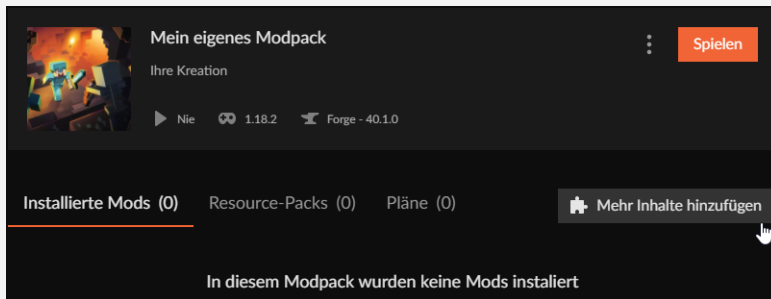 Mein eigenes Modpack
Spielen
Ihre Kreation
Nie 1.18.2 Forge - 40.1.0
Installierte Mods (0) Resource-Packs (0) Pläne (0) Mehr Inhalte hinzufügen
In diesem Modpack wurden keine Mods instaliert